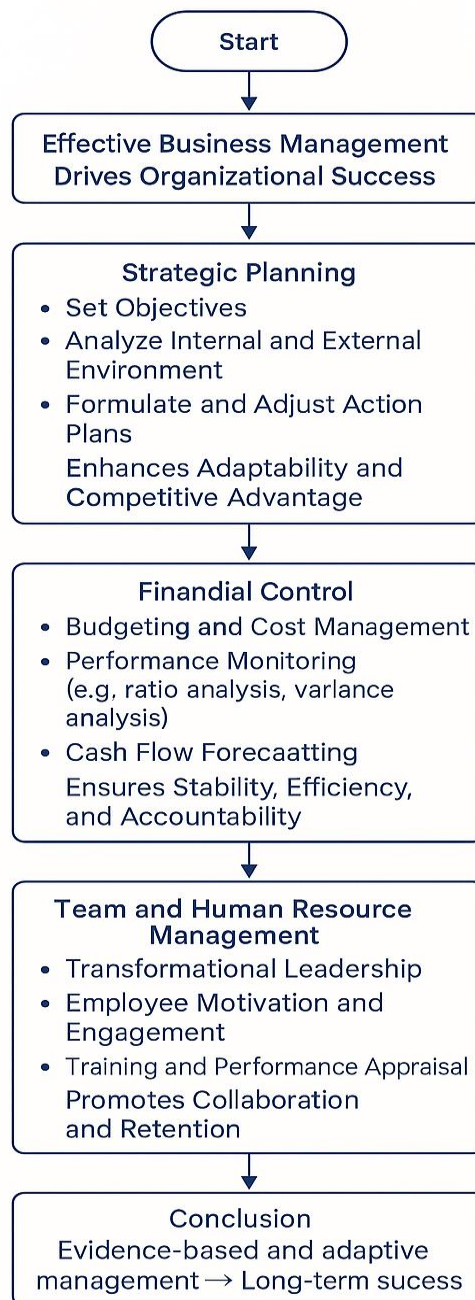 Start
Effective Business Management
Drives Organizational Success
Strategic Planning
• Set Objectives
• Analyze Internal and External
Environment
• Formulate and Adjust Action
Plans
Enhances Adaptability and
Competitive Advantage
Finandial Control
• Budgeting and Cost Management
• Performance Monitoring
(e.g, ratio analysis, varlance
analysis)
• Cash Flow Forecaatting
Ensures Stability, Efficiency,
and Accountability
Team and Human Resource
Management
• Transformational Leadership
• Employee Motivation and
Engagement
• Training and Performance Appraisal
Promotes Collaboration
and Retention
Conclusion
Evidence-based and adaptive
management → Long-term sucess